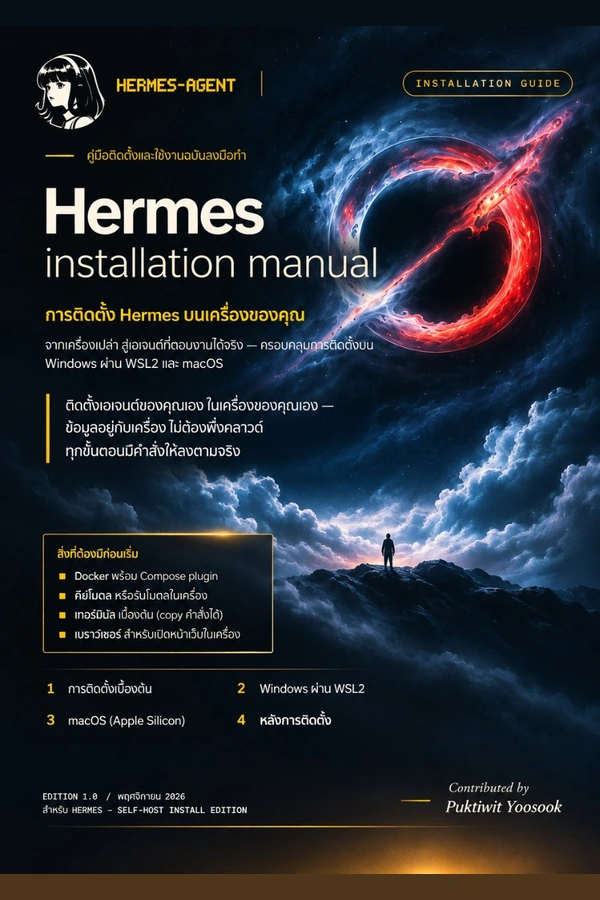 HERMES-AGENT
INSTALLATION GUIDE
คู่มือติดตั้งและใช้งานฉบับลงมือทำ
Hermes
installation manual
การติดตั้ง Hermes บนเครื่องของคุณ
จากเครื่องเปล่า สู่เอเจนต์ที่ตอบงานได้จริง — ครอบคลุมการติดตั้งบน
Windows ผ่าน WSL2 และ macOS
ติดตั้งเอเจนต์ของคุณเอง ในเครื่องของคุณเอง —
ข้อมูลอยู่กับเครื่อง ไม่ต้องพึ่งคลาวด์
ทุกขั้นตอนมีคำสั่งให้ลงตามจริง
สิ่งที่ต้องมีก่อนเริ่ม
Docker พร้อม Compose plugin
คีย์โมเดล หรือรันโมเดลในเครื่อง
เทอร์มินัล เบื้องต้น (copy คำสั่งได้)
เบราว์เซอร์ สำหรับเปิดหน้าเว็บในเครื่อง
1 การติดตั้งเบื้องต้น
2 Windows ผ่าน WSL2
3 macOS (Apple Silicon)
4 หลังการติดตั้ง
EDITION 1.0 / พฤศจิกายน 2026
สำหรับ HERMES – SELF-HOST INSTALL EDITION
Contributed by
Puktiwit Yoosook